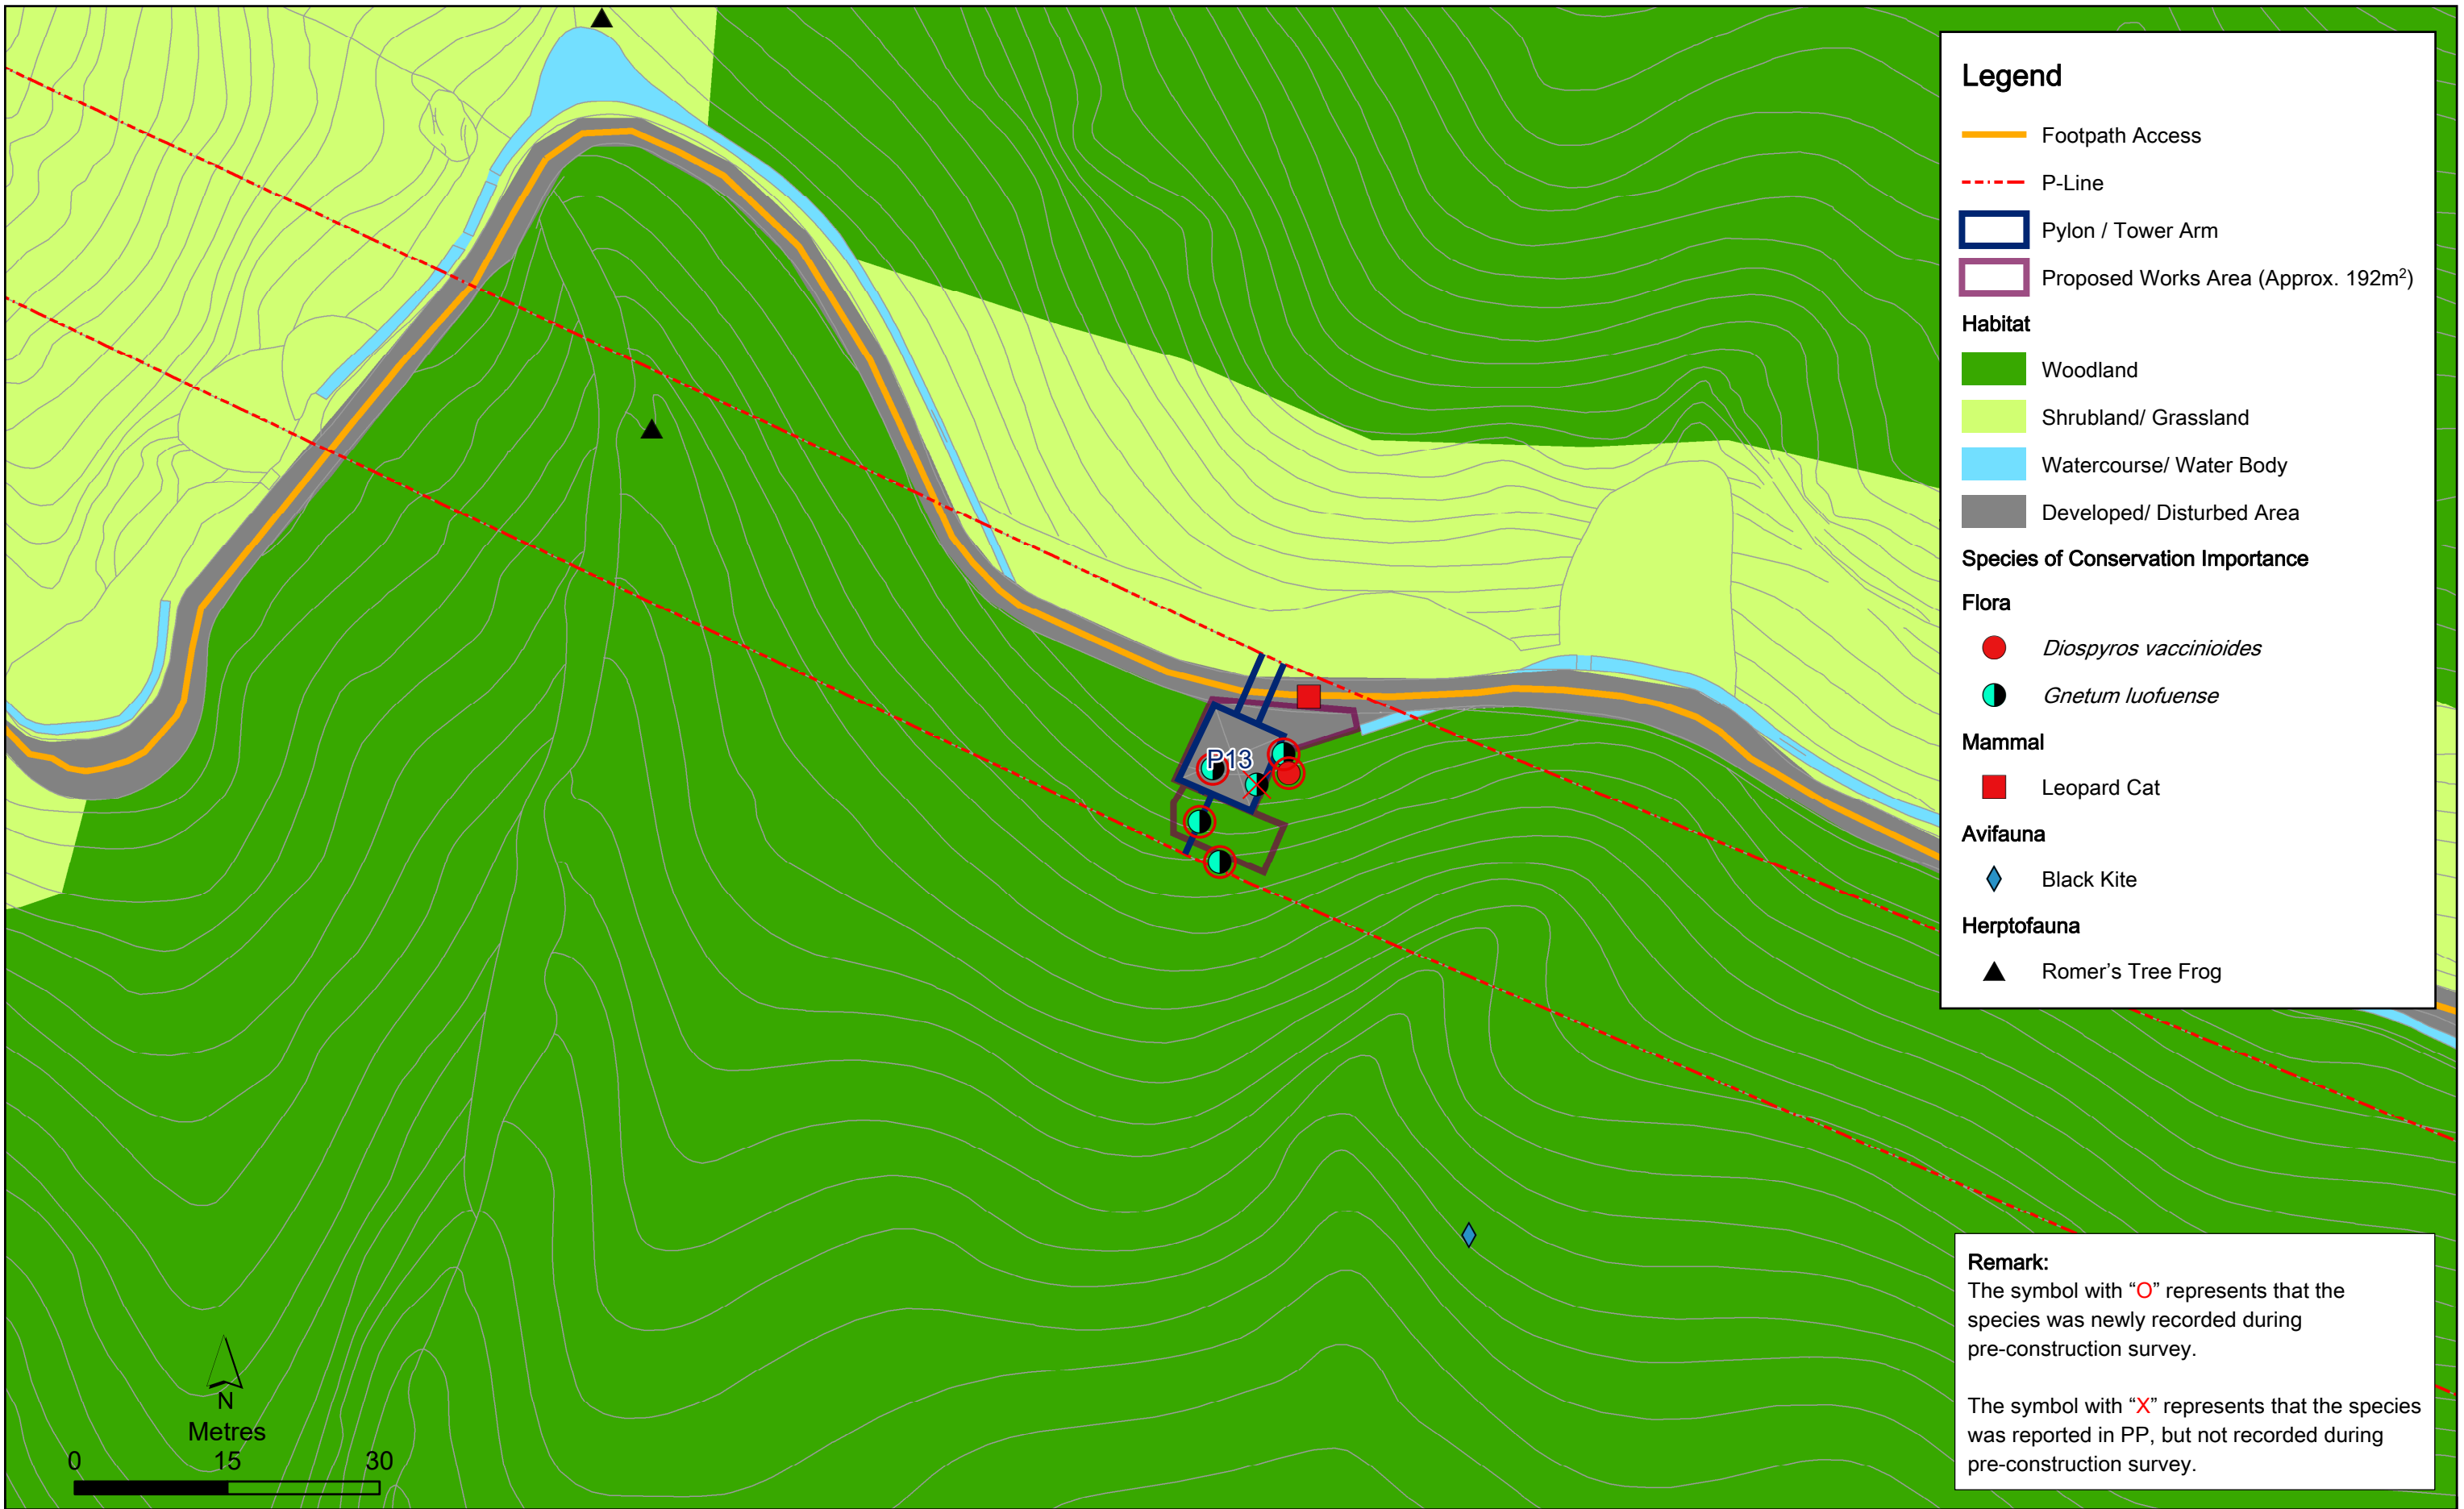 Legend
Footpath Access
P-Line
Pylon / Tower Arm
Proposed Works Area (Approx. 192m²)
Habitat
Woodland
Shrubland/ Grassland
Watercourse/ Water Body
Developed/ Disturbed Area
Species of Conservation Importance
Flora
Diospyros vaccinioides
Gnetum luofuense
Mammal
Leopard Cat
Avifauna
Black Kite
Herptofauna
Romer's Tree Frog
P13
Remark:
The symbol with “O” represents that the
species was newly recorded during
pre-construction survey.
The symbol with “X” represents that the species
was reported in PP, but not recorded during
pre-construction survey.
N
Metres
0 15 30